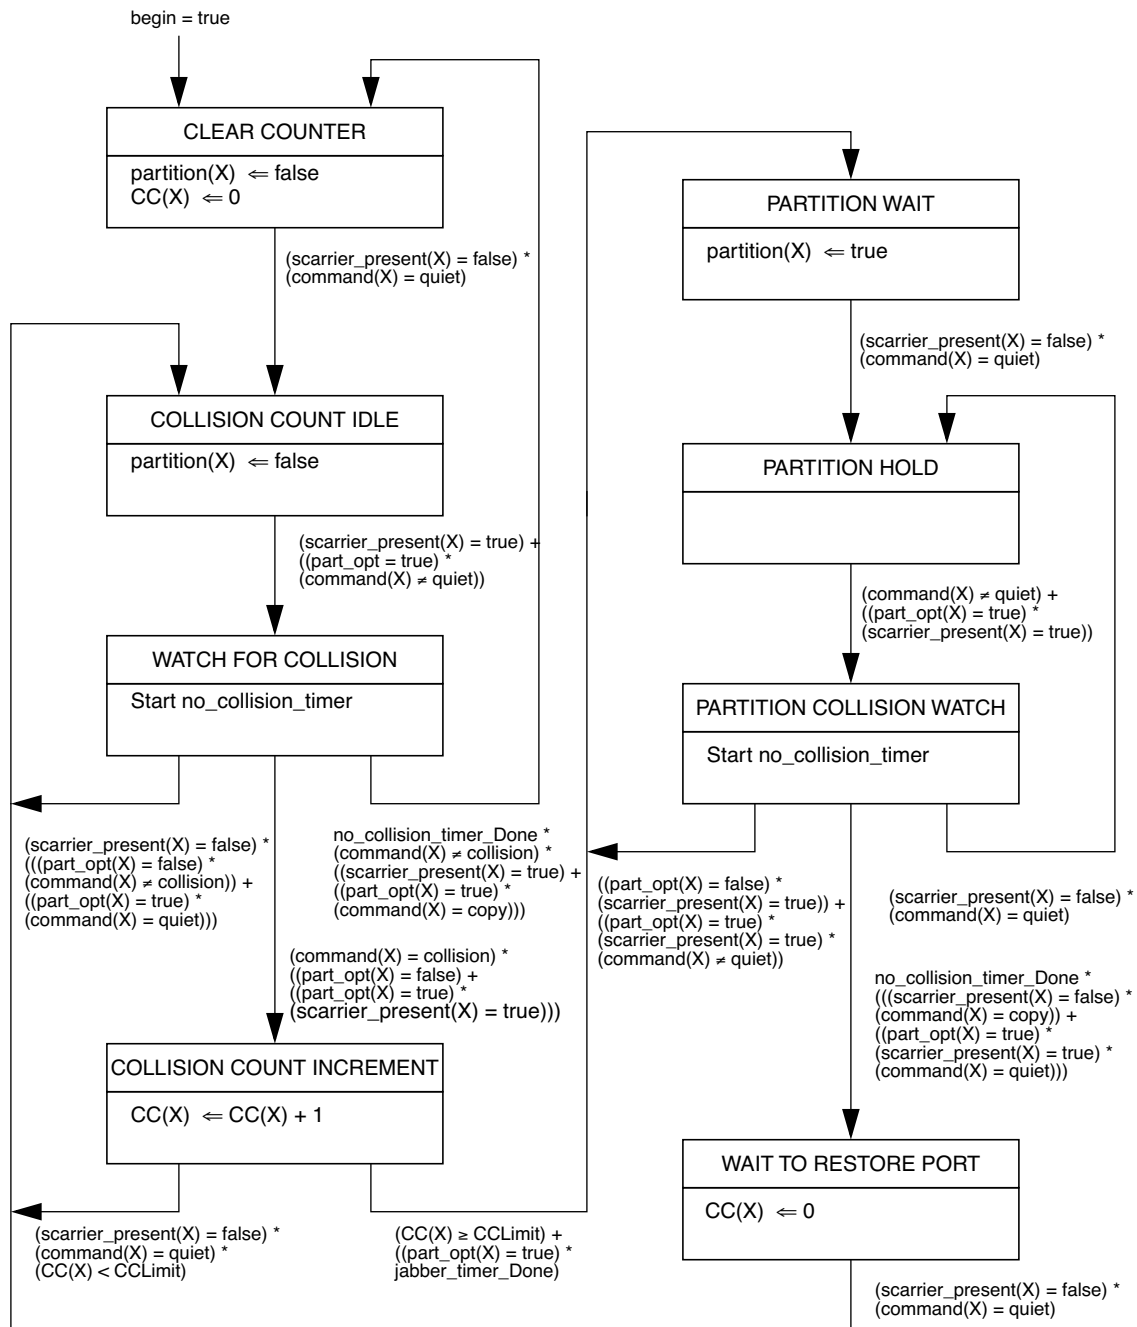 begin = true
CLEAR COUNTER
partition(X) ⇐ false
CC(X) ⇐ 0
(scarrier_present(X) = false) *
(command(X) = quiet)
COLLISION COUNT IDLE
partition(X) ⇐ false
(scarrier_present(X) = true) +
((part_opt = true) *
(command(X) ≠ quiet))
WATCH FOR COLLISION
Start no_collision_timer
(scarrier_present(X) = false) *
(((part_opt(X) = false) *
(command(X) ≠ collision)) +
((part_opt(X) = true) *
(command(X) = quiet)))
no_collision_timer_Done *
(command(X) ≠ collision) *
((scarrier_present(X) = true) +
((part_opt(X) = true) *
(command(X) = copy)))
(command(X) = collision) *
((part_opt(X) = false) +
((part_opt(X) = true) *
(scarrier_present(X) = true)))
COLLISION COUNT INCREMENT
CC(X) ⇐ CC(X) + 1
(scarrier_present(X) = false) *
(command(X) = quiet) *
(CC(X) < CCLimit)
(CC(X) ≥ CCLimit) +
((part_opt(X) = true) *
jabber_timer_Done)
PARTITION WAIT
partition(X) ⇐ true
(scarrier_present(X) = false) *
(command(X) = quiet)
PARTITION HOLD
(command(X) ≠ quiet) +
((part_opt(X) = true) *
(scarrier_present(X) = true))
PARTITION COLLISION WATCH
Start no_collision_timer
((part_opt(X) = false) *
(scarrier_present(X) = true)) +
((part_opt(X) = true) *
(scarrier_present(X) = true) *
(command(X) ≠ quiet))
(scarrier_present(X) = false) *
(command(X) = quiet)
no_collision_timer_Done *
(((scarrier_present(X) = false) *
(command(X) = copy)) +
((part_opt(X) = true) *
(scarrier_present(X) = true) *
(command(X) = quiet)))
WAIT TO RESTORE PORT
CC(X) ⇐ 0
(scarrier_present(X) = false) *
(command(X) = quiet)